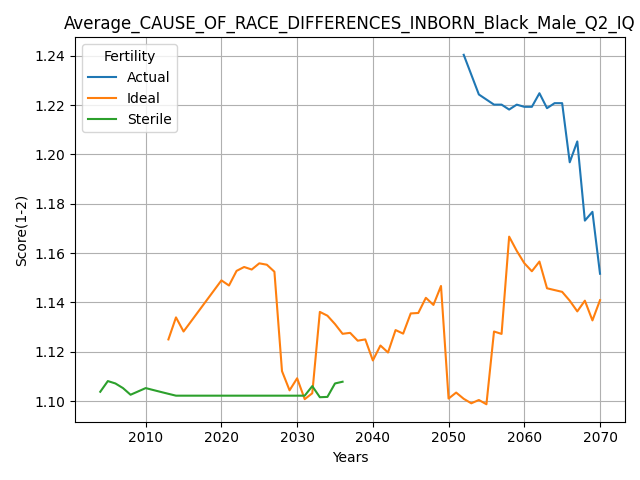 Average_CAUSE_OF_RACE_DIFFERENCES_INBORN_Black_Male_Q2_IQ
Fertility
Actual
Ideal
Sterile
Score(1-2)
1.24
1.22
1.20
1.18
1.16
1.14
1.12
1.10
2010 2020 2030 2040 2050 2060 2070
Years